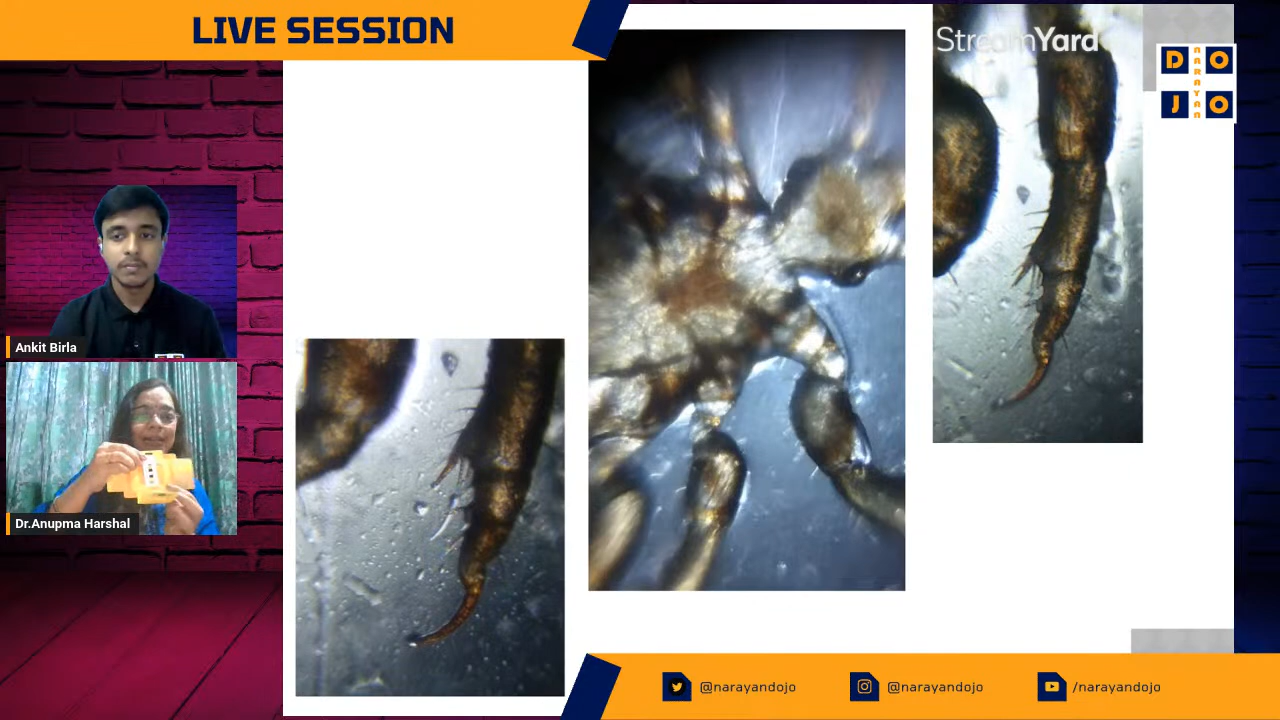 LIVE SESSION
StreamYard
D O
NARAYAN
J O
Ankit Birla
Dr.Anupma Harshal
@narayandojo
@narayandojo
/narayandojo